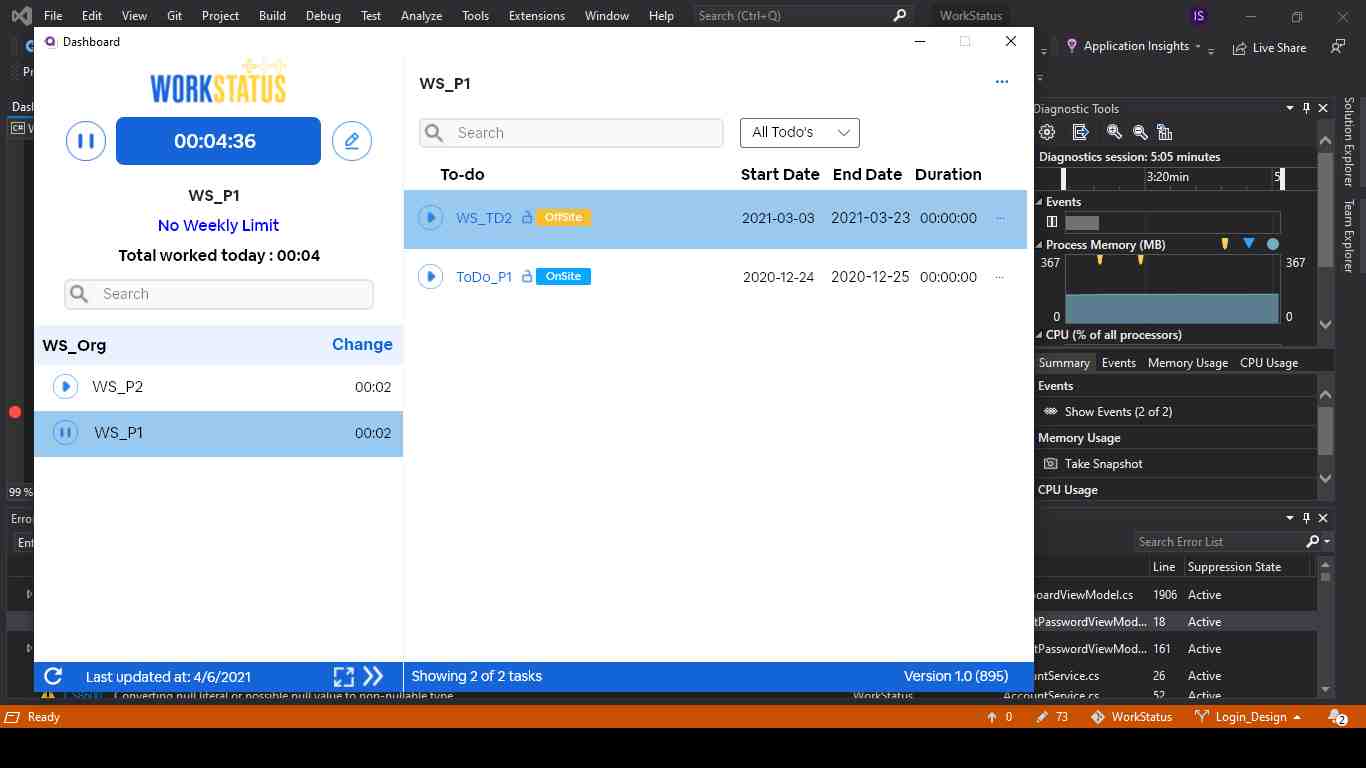 File Edit View Git Project Build Debug Test Analyze Tools Extensions Window Help Search (Ctrl+Q) WorkStatus IS
Dashboard
Application Insights Live Share
WORKSTATUS
00:04:36
WS_P1
No Weekly Limit
Total worked today : 00:04
Search
WS_Org Change
WS_P2 00:02
WS_P1 00:02
Last updated at: 4/6/2021
WS_P1
Search All Todo's
To-do Start Date End Date Duration
WS_TD2 OffSite 2021-03-03 2021-03-23 00:00:00
ToDo_P1 OnSite 2020-12-24 2020-12-25 00:00:00
Showing 2 of 2 tasks Version 1.0 (895)
Pr
Dasl
C#
99 %
Erro
Ent
Diagnostic Tools
Diagnostics session: 5:05 minutes
3:20min 5
Events
Process Memory (MB)
367 367
0 0
CPU (% of all processors)
Summary Events Memory Usage CPU Usage
Events
Show Events (2 of 2)
Memory Usage
Take Snapshot
CPU Usage
Solution Explorer
Team Explorer
Search Error List
Line Suppression State
oardViewModel.cs 1906 Active
tPasswordViewMod... 18 Active
tPasswordViewMod... 161 Active
ntService.cs 26 Active
CS8600 Converting null literal or possible null value to non-nullable type. WorkStatus AccountService.cs 52 Active
Ready 0 73 WorkStatus Login_Design 2